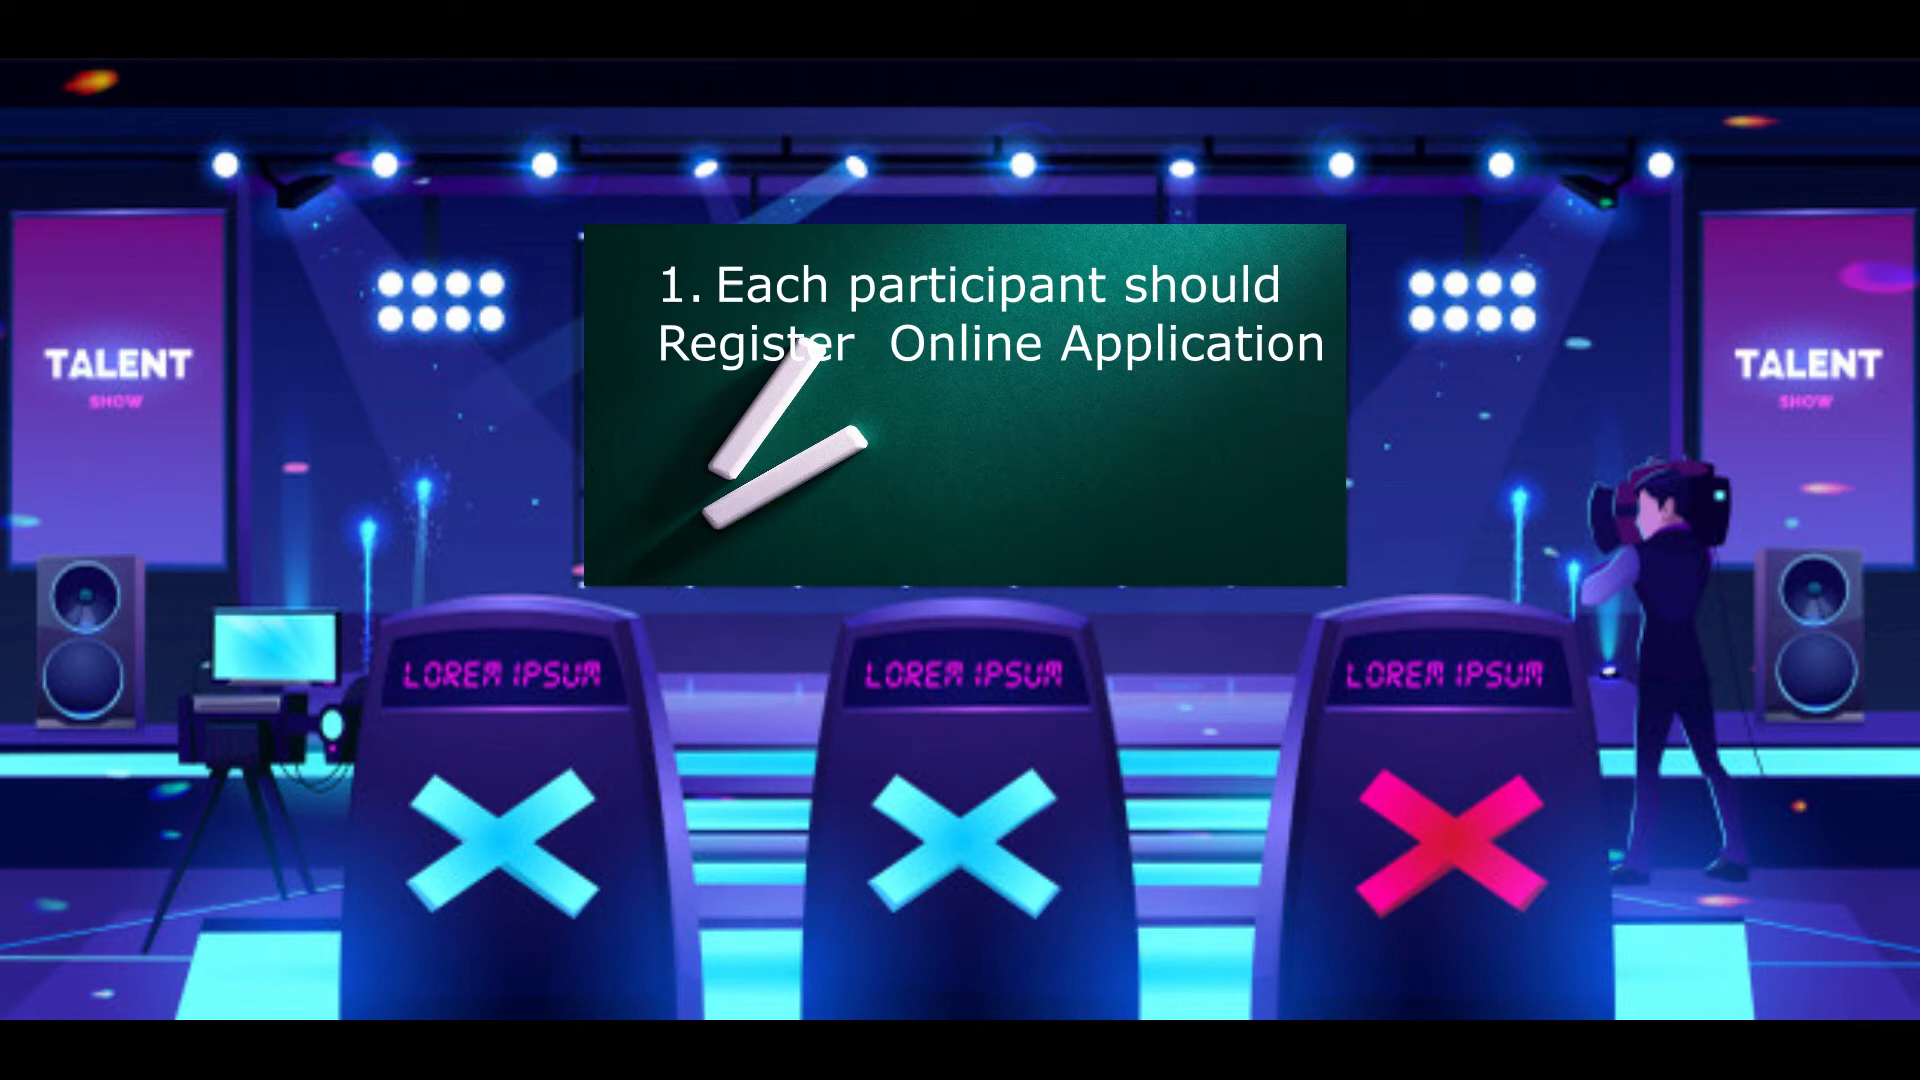 1. Each participant should
Register  Online Application
TALENT
SHOW
TALENT
SHOW
LOREM IPSUM
LOREM IPSUM
LOREM IPSUM